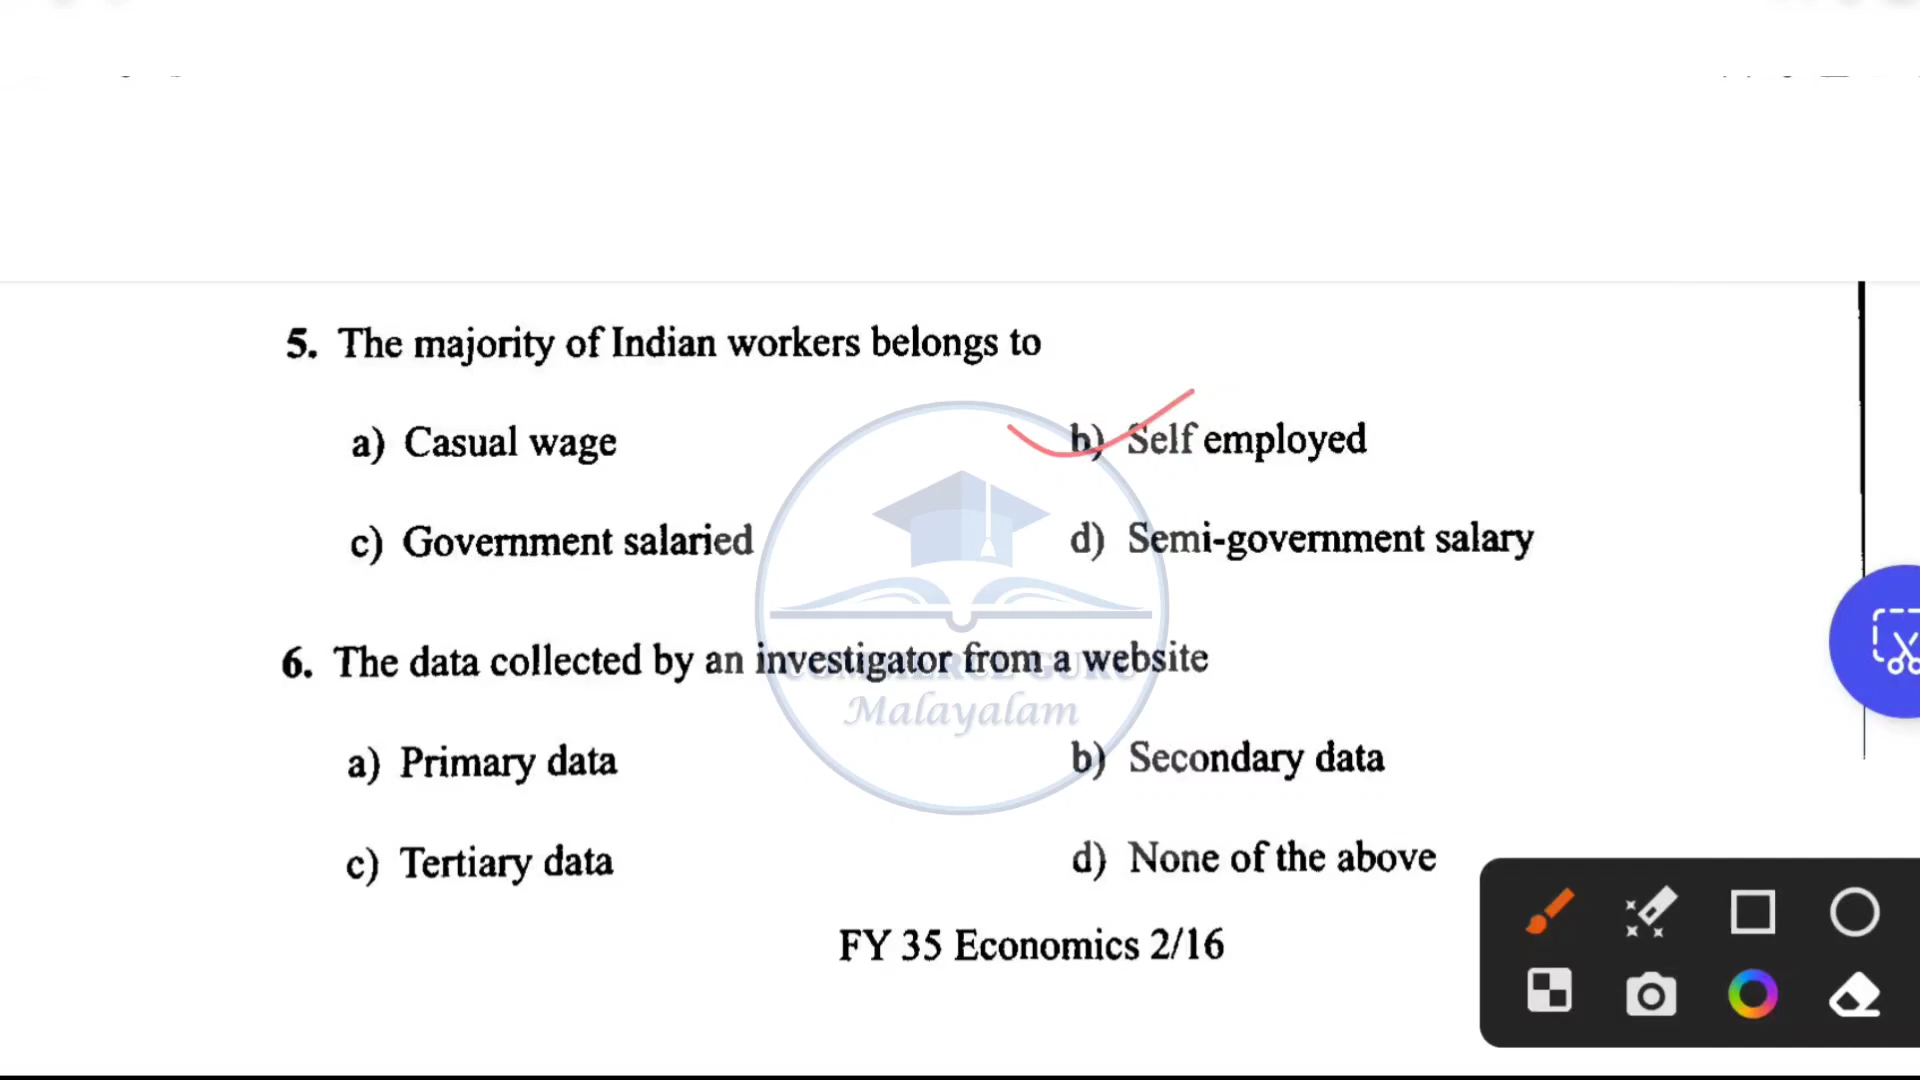 5. The majority of Indian workers belongs to
a) Casual wage
b) Self employed
c) Government salaried
d) Semi-government salary
6. The data collected by an investigator from a website
COMMERCE GURU
Malayalam
a) Primary data
b) Secondary data
c) Tertiary data
d) None of the above
FY 35 Economics 2/16